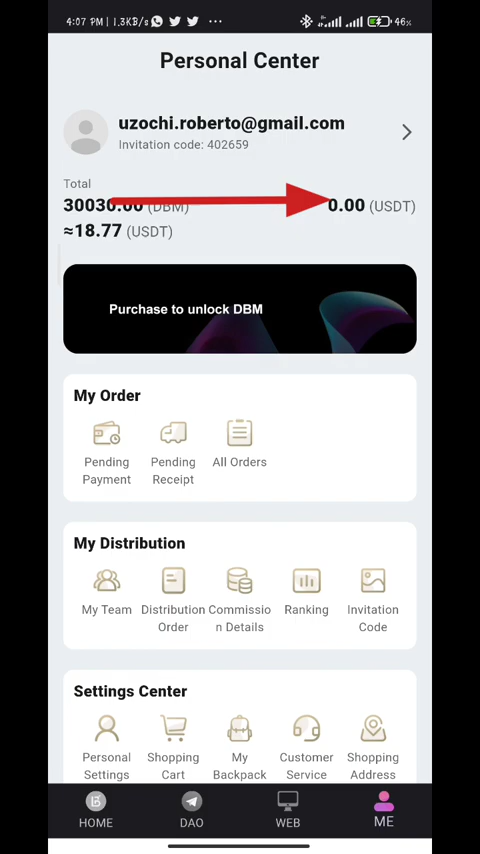 4:07 PM | 1.3KB/s
46%
Personal Center
uzochi.roberto@gmail.com
Invitation code: 402659
Total
30030.00 (DBM)
0.00 (USDT)
≈18.77 (USDT)
Purchase to unlock DBM
My Order
Pending Payment
Pending Receipt
All Orders
My Distribution
My Team
Distribution Order
Commissio
n Details
Ranking
Invitation Code
Settings Center
Personal Settings
Shopping Cart
My Backpack
Customer Service
Shopping Address
HOME
DAO
WEB
ME